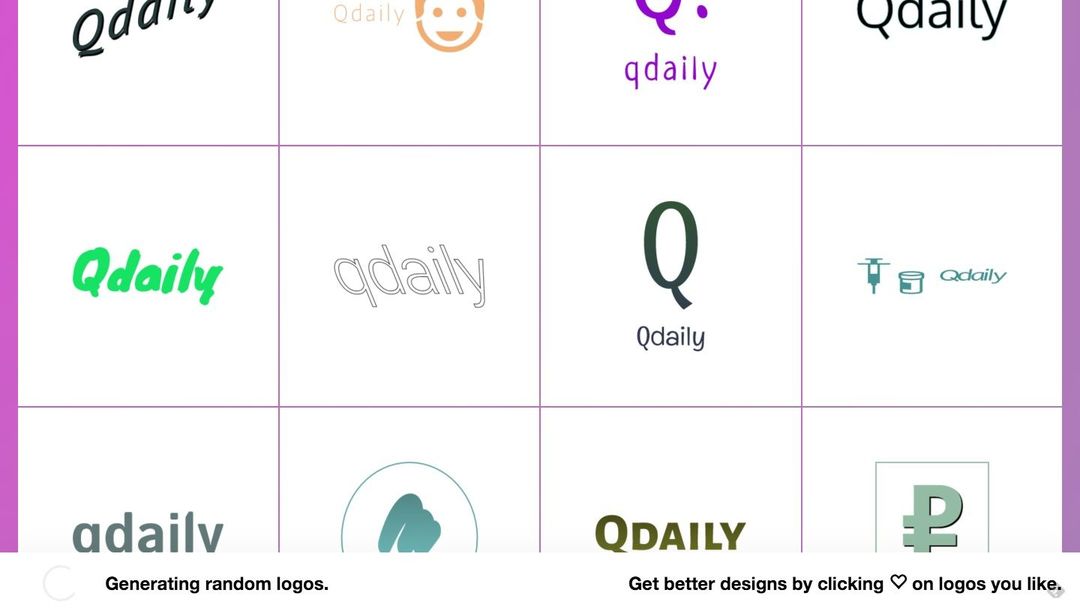 Qdaily
Qdaily
Q.
qdaily
Qdaily
Qdaily
qdaily
Q
Qdaily
Qdaily
qdaily
QDAILY
₽
Generating random logos.
Get better designs by clicking ♡ on logos you like.